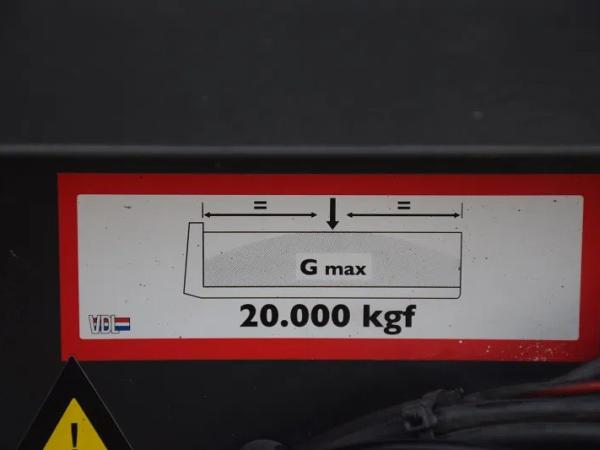 = =
G max
20.000 kgf
VDL
!